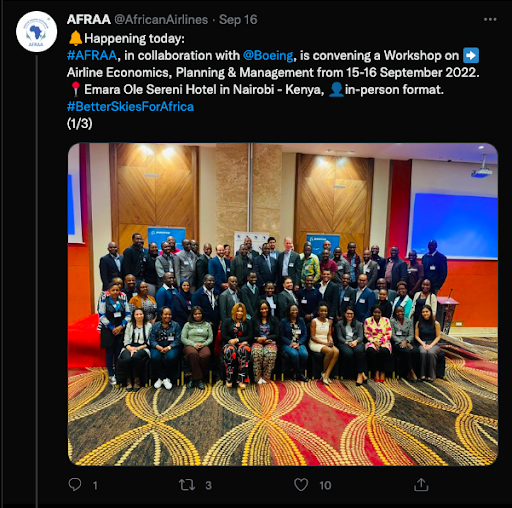 AFRAA @AfricanAirlines · Sep 16
🔔Happening today:
#AFRAA, in collaboration with @Boeing, is convening a Workshop on ➡️
Airline Economics, Planning & Management from 15-16 September 2022.
📍Emara Ole Sereni Hotel in Nairobi - Kenya, 👤in-person format.
#BetterSkiesForAfrica
(1/3)
1 3 10
AFRAA